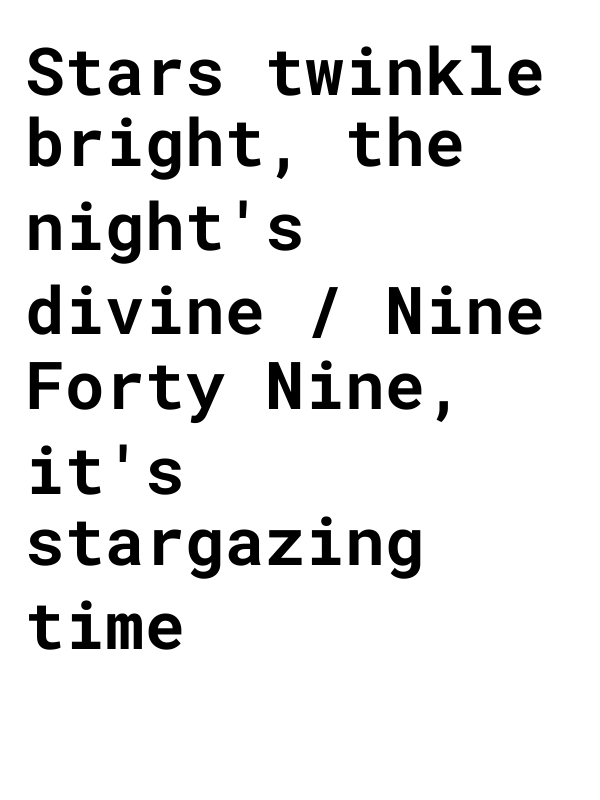 Stars twinkle
bright, the
night's
divine / Nine
Forty Nine,
it's
stargazing
time